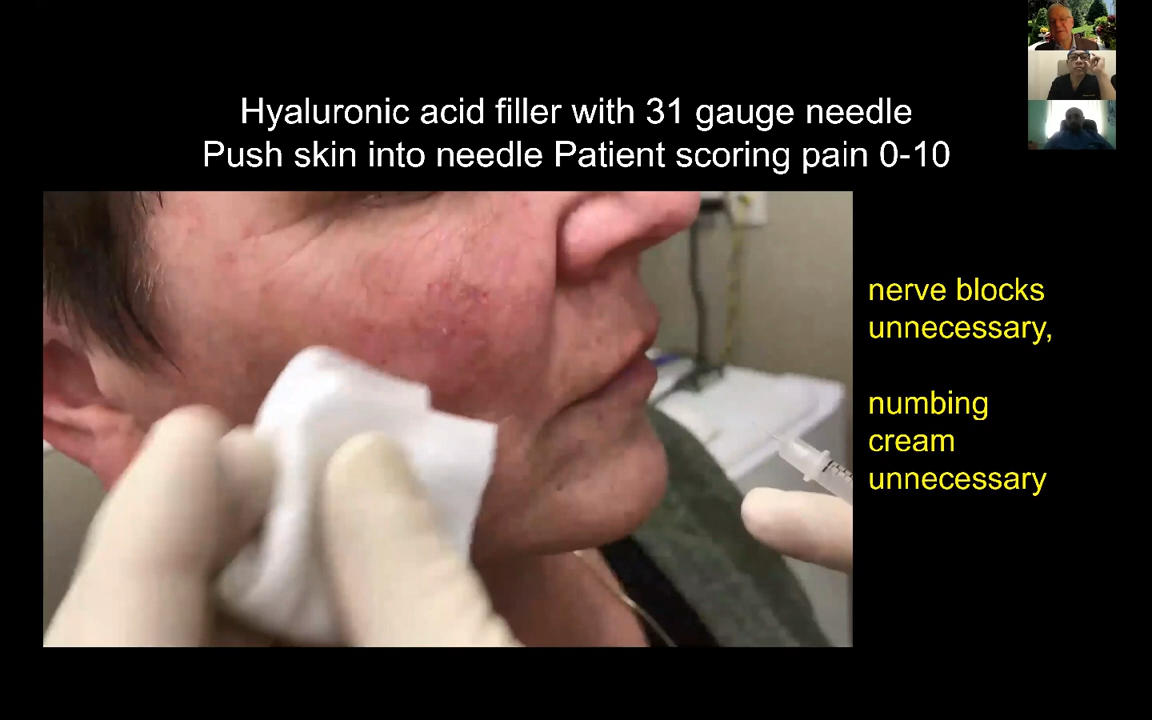 Hyaluronic acid filler with 31 gauge needle
Push skin into needle Patient scoring pain 0-10
nerve blocks
unnecessary,
numbing
cream
unnecessary